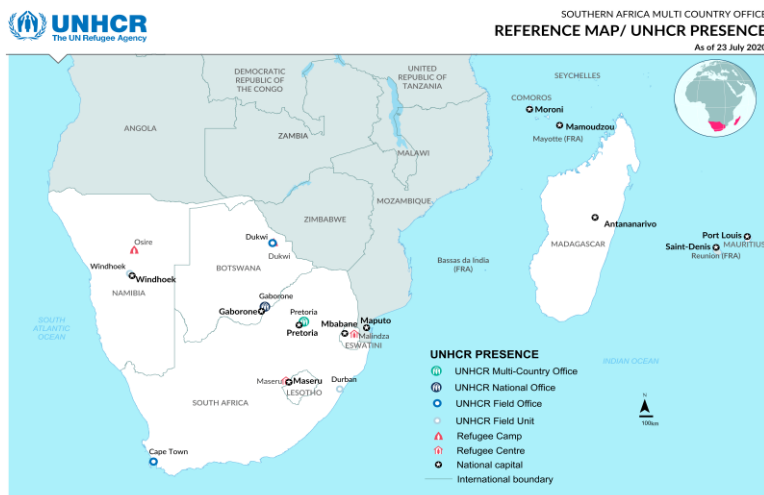 UNHCR
The UN Refugee Agency
SOUTHERN AFRICA MULTI COUNTRY OFFICE
REFERENCE MAP/ UNHCR PRESENCE
As of 23 July 2020
DEMOCRATIC
REPUBLIC OF
THE CONGO
UNITED
REPUBLIC OF
TANZANIA
SEYCHELLES
COMOROS
Moroni
ANGOLA
ZAMBIA
Mamoudzou
Mayotte (FRA)
MALAWI
MOZAMBIQUE
ZIMBABWE
Antananarivo
MADAGASCAR
Port Louis
MAURITIUS
Saint-Denis
Reunion (FRA)
Osire
Dukwi
Dukwi
Windhoek
Windhoek
NAMIBIA
BOTSWANA
Bassas da India
(FRA)
Gaborone
Gaborone
Pretoria
Pretoria
Mbabane
Maputo
Malindza
ESWATINI
SOUTH
ATLANTIC
OCEAN
INDIAN OCEAN
Maseru
Maseru
LESOTHO
Durban
SOUTH AFRICA
Cape Town
UNHCR PRESENCE
UNHCR Multi-Country Office
UNHCR National Office
UNHCR Field Office
UNHCR Field Unit
Refugee Camp
Refugee Centre
National capital
International boundary
N
100km